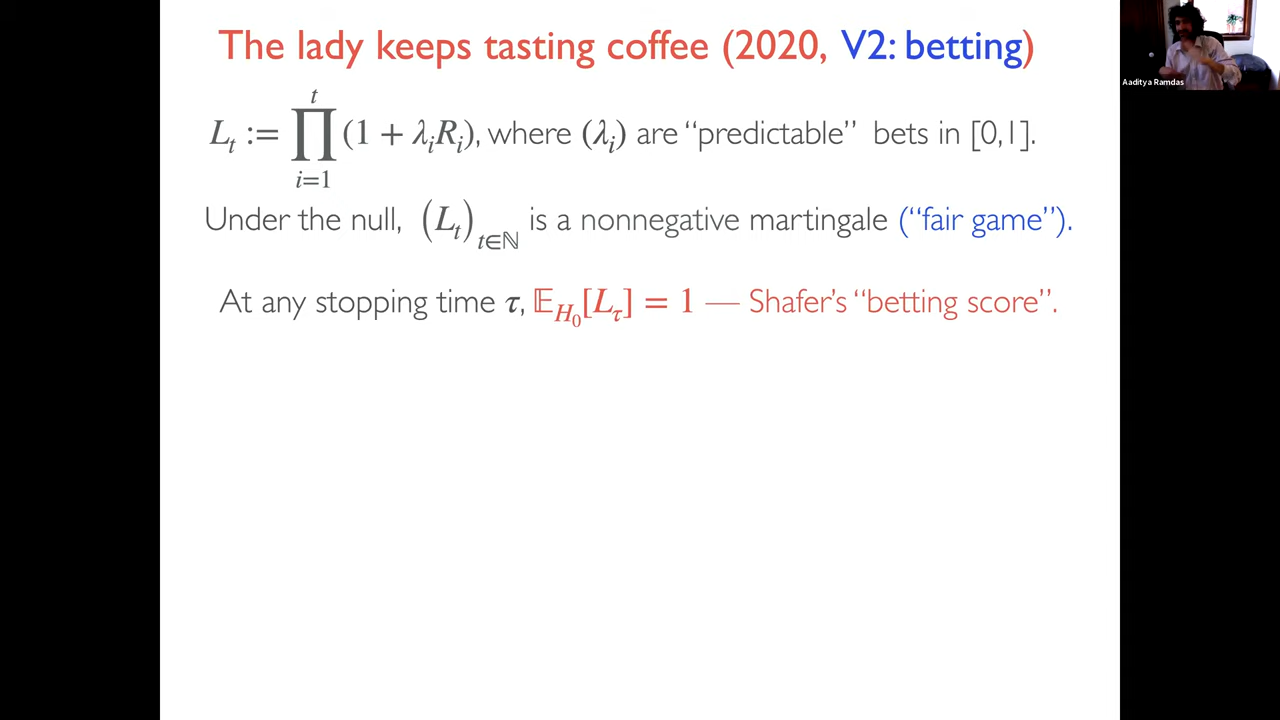 The lady keeps tasting coffee (2020, V2: betting)
Aaditya Ramdas
L_t := ∏_{i=1}^{t} (1 + λ_i R_i), where (λ_i) are “predictable” bets in [0,1].
Under the null, (L_t)_{t∈ℕ} is a nonnegative martingale (“fair game”).
At any stopping time τ, 𝔼_{H_0}[L_τ] = 1 — Shafer’s “betting score”.